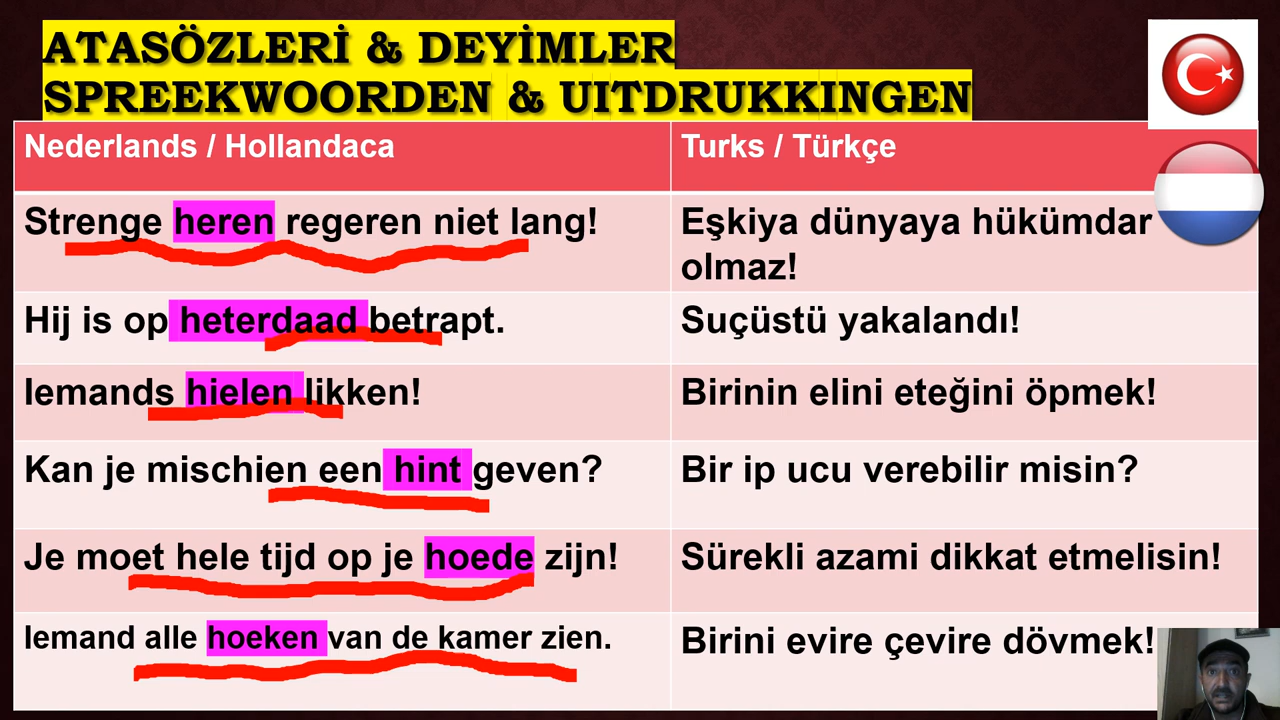 ATASÖZLERİ & DEYİMLER
SPREEKWOORDEN & UITDRUKKINGEN
Nederlands / Hollandaca
Turks / Türkçe
Strenge heren regeren niet lang!
Eşkiya dünyaya hükümdar
olmaz!
Hij is op heterdaad betrapt.
Suçüstü yakalandı!
Iemands hielen likken!
Birinin elini eteğini öpmek!
Kan je mischien een hint geven?
Bir ip ucu verebilir misin?
Je moet hele tijd op je hoede zijn!
Sürekli azami dikkat etmelisin!
Iemand alle hoeken van de kamer zien.
Birini evire çevire dövmek!